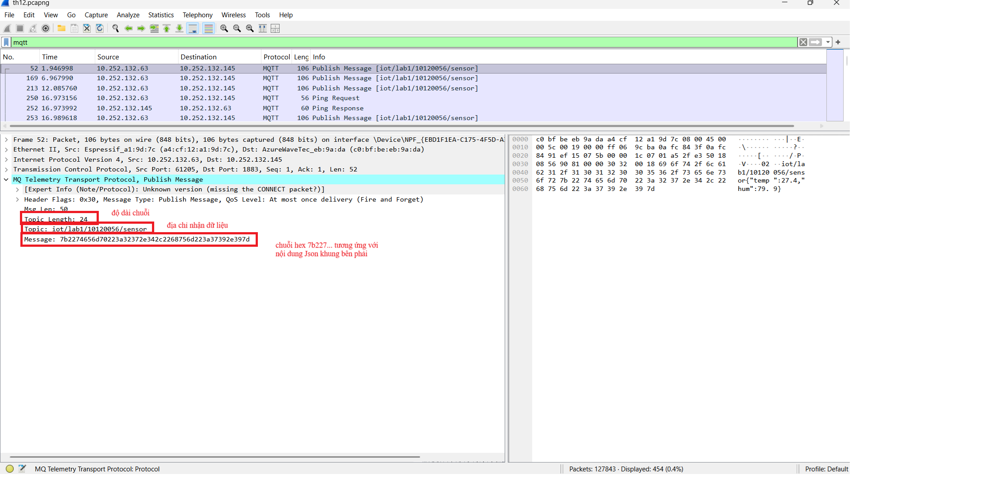 th12.pcapng
File Edit View Go Capture Analyze Statistics Telephony Wireless Tools Help
mqtt
No. Time Source Destination Protocol Leng Info
52 1.946998 10.252.132.63 10.252.132.145 MQTT 106 Publish Message [iot/lab1/10120056/sensor]
169 6.967990 10.252.132.63 10.252.132.145 MQTT 106 Publish Message [iot/lab1/10120056/sensor]
213 12.085760 10.252.132.63 10.252.132.145 MQTT 106 Publish Message [iot/lab1/10120056/sensor]
250 16.973156 10.252.132.63 10.252.132.145 MQTT 56 Ping Request
252 16.973992 10.252.132.145 10.252.132.63 MQTT 60 Ping Response
253 16.989618 10.252.132.63 10.252.132.145 MQTT 106 Publish Message [iot/lab1/10120056/sensor]
Frame 52: Packet, 106 bytes on wire (848 bits), 106 bytes captured (848 bits) on interface \Device\NPF_{EBD1F1EA-C175-4F5D-A
Ethernet II, Src: Espressif_a1:9d:7c (a4:cf:12:a1:9d:7c), Dst: AzureWaveTec_eb:9a:da (c0:bf:be:eb:9a:da)
Internet Protocol Version 4, Src: 10.252.132.63, Dst: 10.252.132.145
Transmission Control Protocol, Src Port: 61205, Dst Port: 1883, Seq: 1, Ack: 1, Len: 52
MQ Telemetry Transport Protocol, Publish Message
[Expert Info (Note/Protocol): Unknown version (missing the CONNECT packet?)]
Header Flags: 0x30, Message Type: Publish Message, QoS Level: At most once delivery (Fire and Forget)
Msg Len: 50
Topic Length: 24
độ dài chuỗi
Topic: iot/lab1/10120056/sensor
địa chỉ nhận dữ liệu
Message: 7b2274656d70223a32372e342c2268756d223a37392e397d
chuỗi hex 7b227... tương ứng với
nội dung Json khung bên phải
0000 c0 bf be eb 9a da a4 cf 12 a1 9d 7c 08 00 45 00 ········ ···|··E·
0010 00 5c 00 19 00 00 ff 06 9c ba 0a fc 84 3f 0a fc ·\······ ·····?··
0020 84 91 ef 15 07 5b 00 00 1c 07 01 a5 2f e3 50 18 ·····[·· ····/·P·
0030 08 56 90 81 00 00 30 32 00 18 69 6f 74 2f 6c 61 ·V····02 ··iot/la
0040 62 31 2f 31 30 31 32 30 30 35 36 2f 73 65 6e 73 b1/10120 056/sens
0050 6f 72 7b 22 74 65 6d 70 22 3a 32 37 2e 34 2c 22 or{"temp ":27.4,"
0060 68 75 6d 22 3a 37 39 2e 39 7d hum":79. 9}
MQ Telemetry Transport Protocol: Protocol
Packets: 127843 · Displayed: 454 (0.4%)
Profile: Default